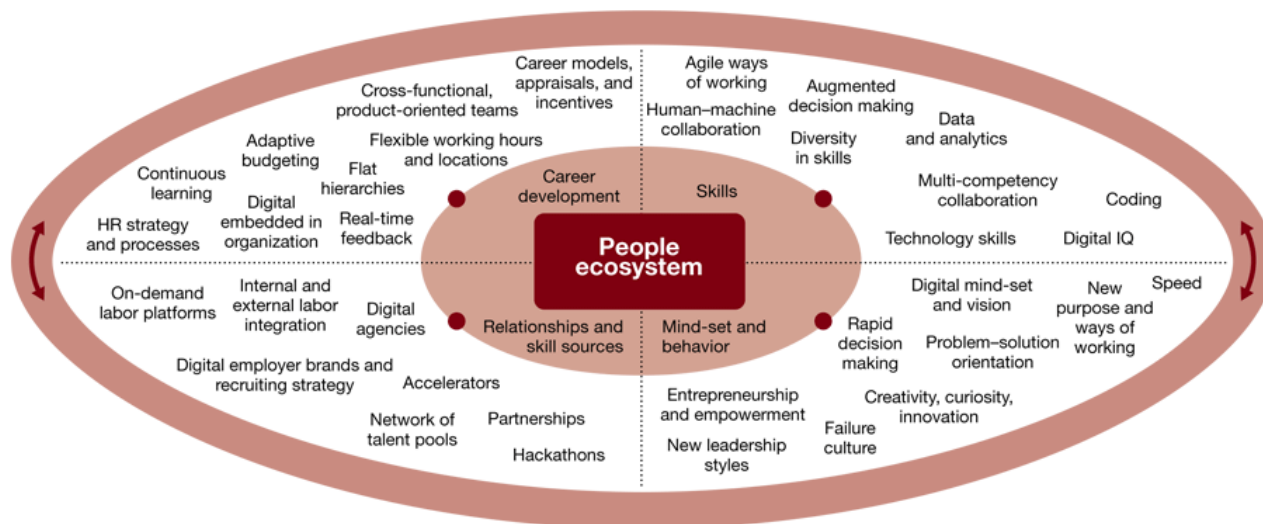 Career models,
appraisals, and
incentives
Cross-functional,
product-oriented teams
Adaptive
budgeting
Flexible working hours
and locations
Continuous
learning
Flat
hierarchies
HR strategy
and processes
Digital
embedded in
organization
Real-time
feedback
Career
development
Agile ways
of working
Augmented
decision making
Human–machine
collaboration
Diversity
in skills
Data
and analytics
Multi-competency
collaboration
Coding
Technology skills
Digital IQ
Skills
People
ecosystem
On-demand
labor platforms
Internal and
external labor
integration
Digital
agencies
Relationships and
skill sources
Digital employer brands and
recruiting strategy
Accelerators
Network of
talent pools
Partnerships
Hackathons
Mind-set and
behavior
Digital mind-set
and vision
New
purpose and
ways of
working
Speed
Rapid
decision
making
Problem–solution
orientation
Entrepreneurship
and empowerment
Creativity, curiosity,
innovation
Failure
culture
New leadership
styles